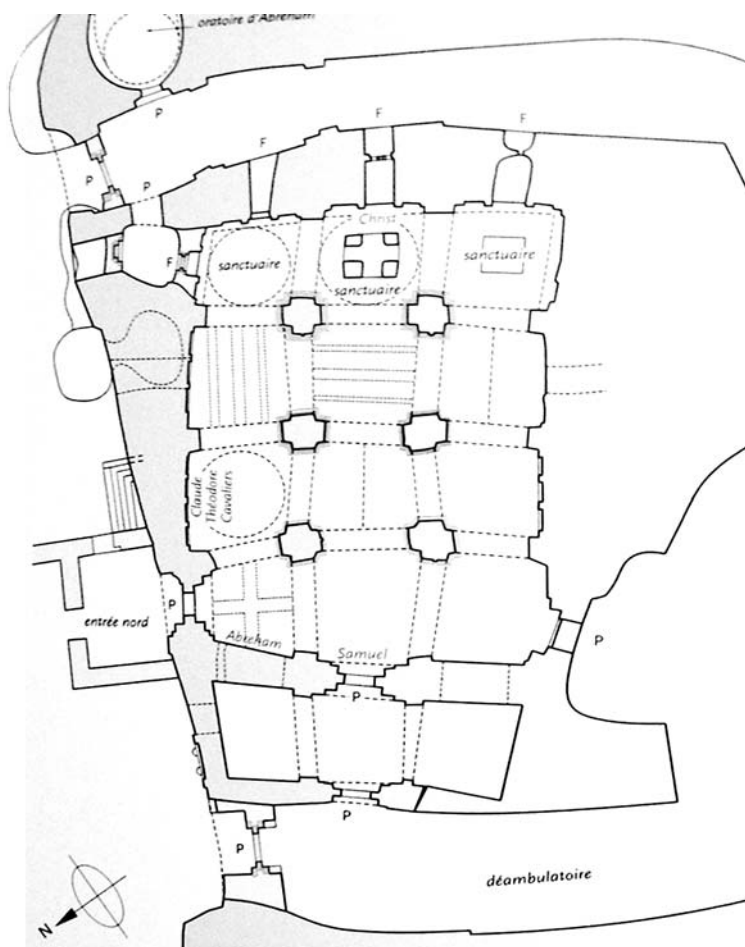 oratoire d'Abreham
P
F
F
F
P
P
Christ
F
sanctuaire
sanctuaire
sanctuaire
Claude
Théodore
Cavaliers
P
entrée nord
Abreham
Samuel
P
P
P
P
déambulatoire
N